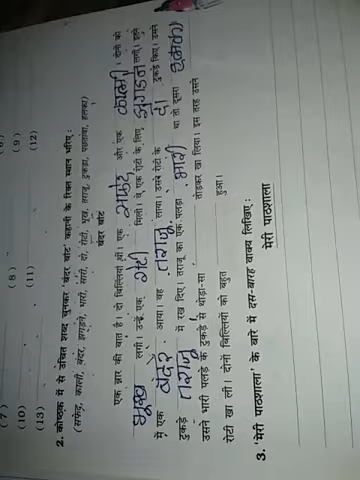 (8) (9)
(10) (11) (12)
(13)
2. कोष्ठक में से उचित शब्द चुनकर 'बंदर बाँट' कहानी के रिक्त स्थान भरिए :
(सफेद, काली, बंदर, झगड़ने, भारी, सारी, दो, रोटी, भूख, तराजू, टुकड़ा, पछतावा, हलका)
बंदर बाँट
एक बार की बात है। दो बिल्लियाँ थी। एक सफेद और एक काली। दोनों को
भूख लगी। उन्हें एक रोटी मिली। वे एक रोटी के लिए झगड़ने लगी। इतने
में एक बंदर आया। वह तराजू लाया। उसने रोटी के दो टुकड़े किए। उसने
टुकड़े तराजू में रख दिए। तराजू का एक पलड़ा भारी था तो दूसरा हलका।
उसने भारी पलड़े के टुकड़े से थोड़ा-सा तोड़कर खा लिया। इस तरह उसने
रोटी खा ली। दोनों बिल्लियों को बहुत हुआ।
3. 'मेरी पाठशाला' के बारे में दस-बारह वाक्य लिखिए :
मेरी पाठशाला